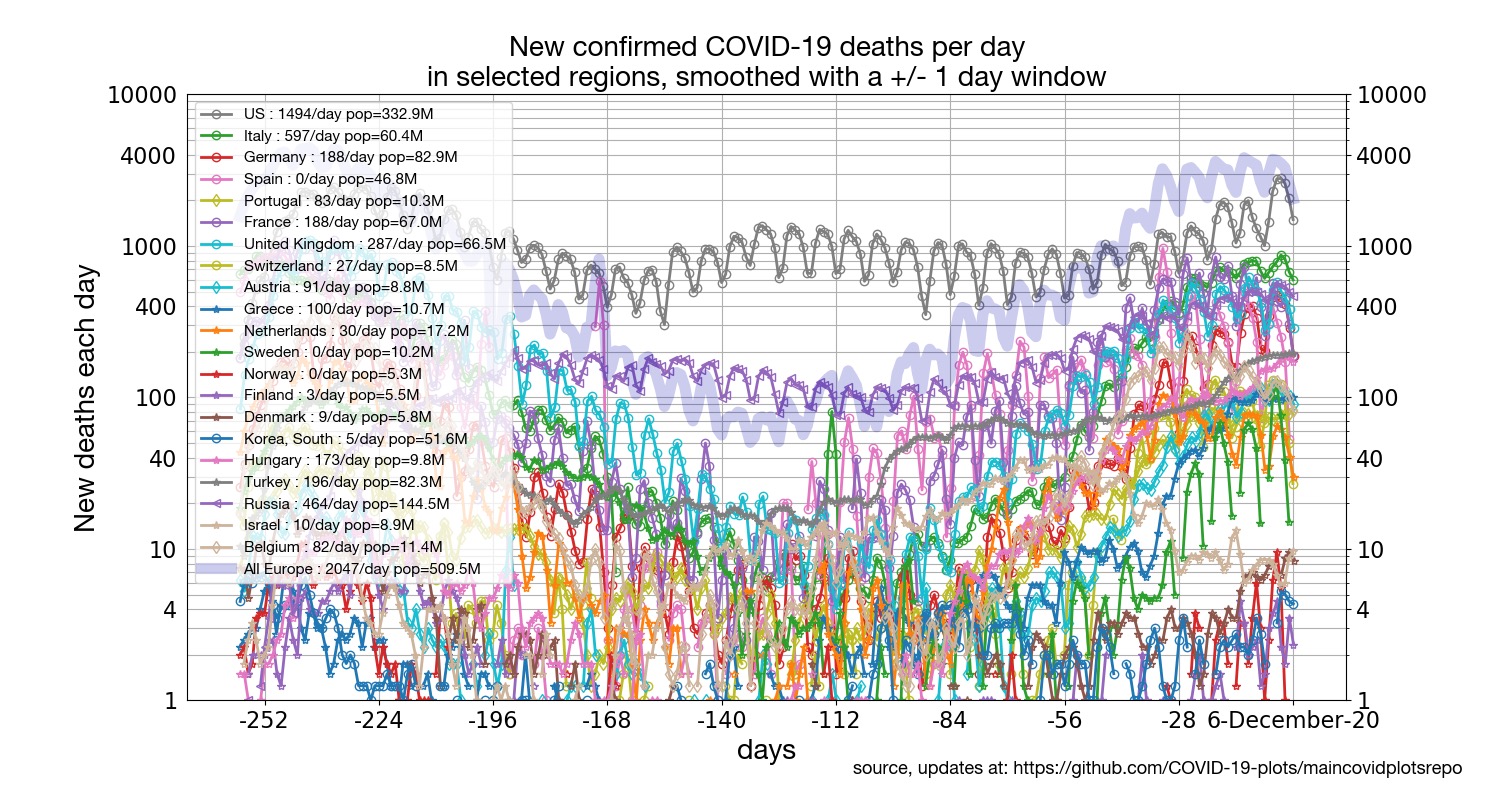 New confirmed COVID-19 deaths per day
in selected regions, smoothed with a +/- 1 day window
New deaths each day
10000
4000
1000
400
100
40
10
4
1
US : 1494/day pop=332.9M
Italy : 597/day pop=60.4M
Germany : 188/day pop=82.9M
Spain : 0/day pop=46.8M
Portugal : 83/day pop=10.3M
France : 188/day pop=67.0M
United Kingdom : 287/day pop=66.5M
Switzerland : 27/day pop=8.5M
Austria : 91/day pop=8.8M
Greece : 100/day pop=10.7M
Netherlands : 30/day pop=17.2M
Sweden : 0/day pop=10.2M
Norway : 0/day pop=5.3M
Finland : 3/day pop=5.5M
Denmark : 9/day pop=5.8M
Korea, South : 5/day pop=51.6M
Hungary : 173/day pop=9.8M
Turkey : 196/day pop=82.3M
Russia : 464/day pop=144.5M
Israel : 10/day pop=8.9M
Belgium : 82/day pop=11.4M
All Europe : 2047/day pop=509.5M
10000
4000
1000
400
100
40
10
4
1
-252 -224 -196 -168 -140 -112 -84 -56 -28 6-December-20
days
source, updates at: https://github.com/COVID-19-plots/maincovidplotsrepo